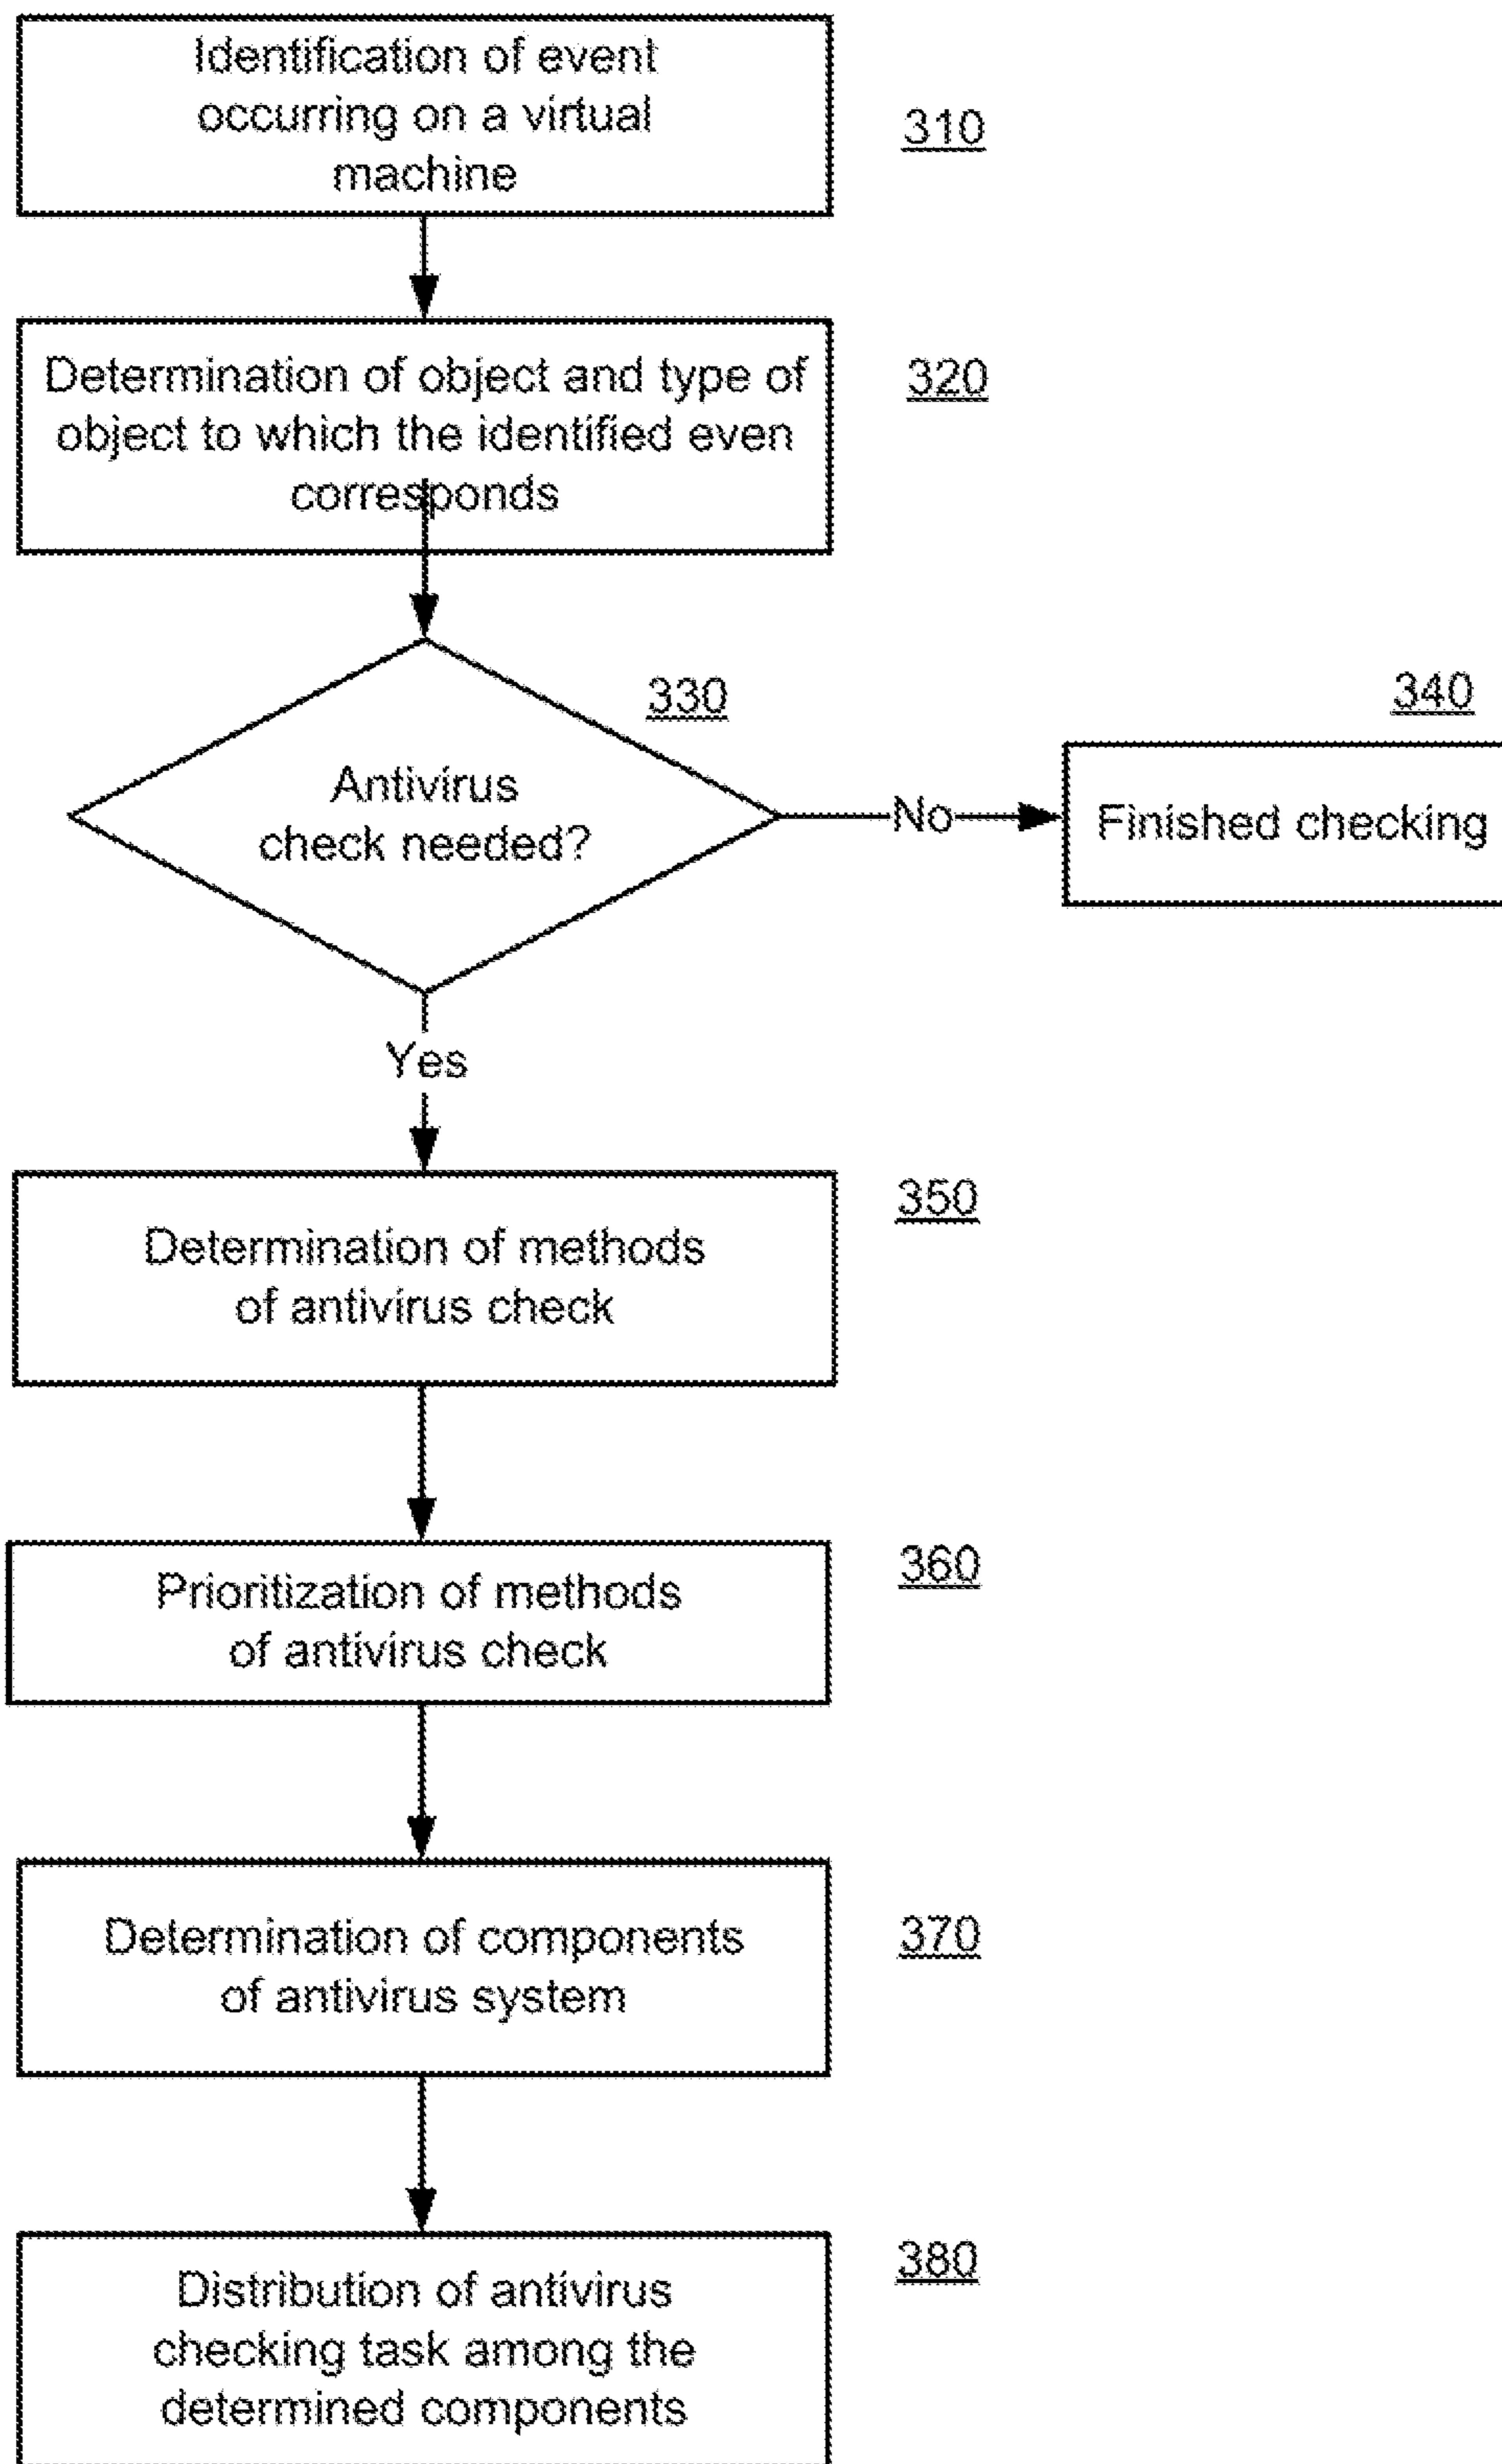 Identification of event
occurring on a virtual
machine
310
Determination of object and type of
object to which the identified even
corresponds
320
330
Antivirus
check needed?
No
340
Finished checking
Yes
Determination of methods
of antivirus check
350
Prioritization of methods
of antivirus check
360
Determination of components
of antivirus system
370
Distribution of antivirus
checking task among the
determined components
380